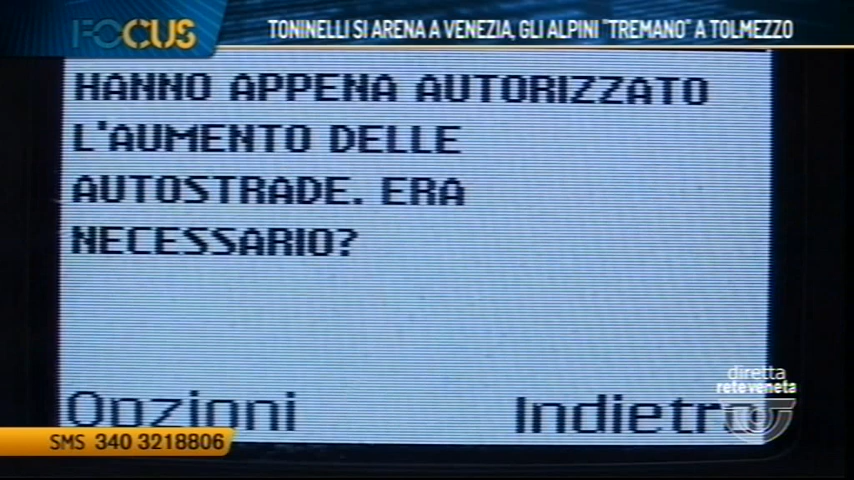 FOCUS
TONINELLI SI ARENA A VENEZIA, GLI ALPINI "TREMANO" A TOLMEZZO
HANNO APPENA AUTORIZZATO
L'AUMENTO DELLE
AUTOSTRADE. ERA
NECESSARIO?
Opzioni Indietr
diretta
reteveneta
SMS 340 3218806